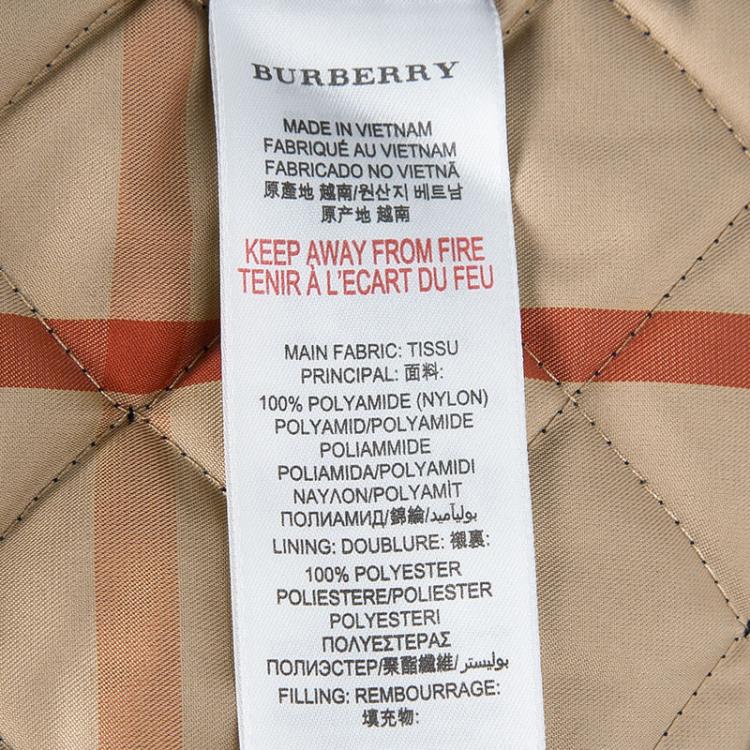 BURBERRY
MADE IN VIETNAM
FABRIQUÉ AU VIETNAM
FABRICADO NO VIETNÃ
原產地 越南/원산지 베트남
原产地 越南
KEEP AWAY FROM FIRE
TENIR À L'ECART DU FEU
MAIN FABRIC: TISSU
PRINCIPAL: 面料:
100% POLYAMIDE (NYLON)
POLYAMID/POLYAMIDE
POLIAMMIDE
POLIAMIDA/POLYAMIDI
ΝΑΥΛΟΝ/POLYAMİT
ПОЛИАМИД/錦綸/بوليآميد
LINING: DOUBLURE: 襯裏:
100% POLYESTER
POLIESTERE/POLIESTER
POLYESTERI
ΠΟΛΥΕΣΤΕΡΑΣ
ПОЛИЭСТЕР/聚酯纖維/بوليستر
FILLING: REMBOURRAGE:
填充物: